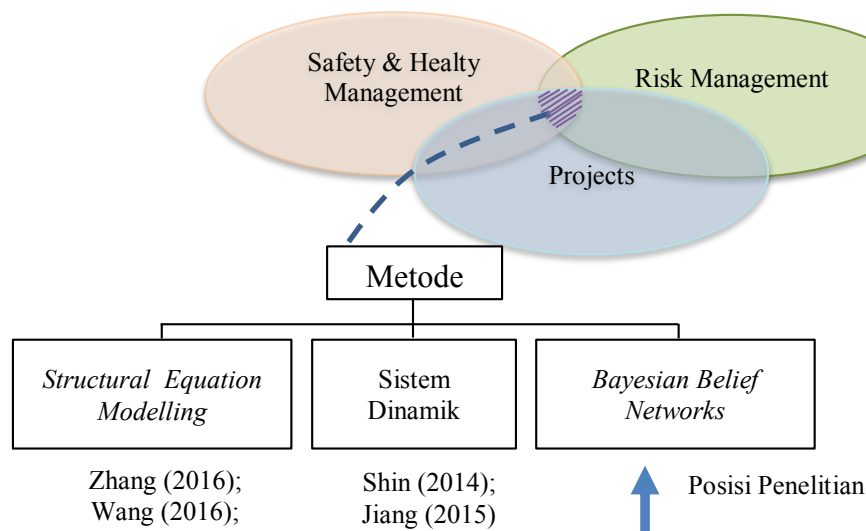 Safety & Healty
Management
Risk Management
Projects
Metode
Structural Equation
Modelling
Sistem
Dinamik
Bayesian Belief
Networks
Zhang (2016);
Wang (2016);
Shin (2014);
Jiang (2015)
Posisi Penelitian